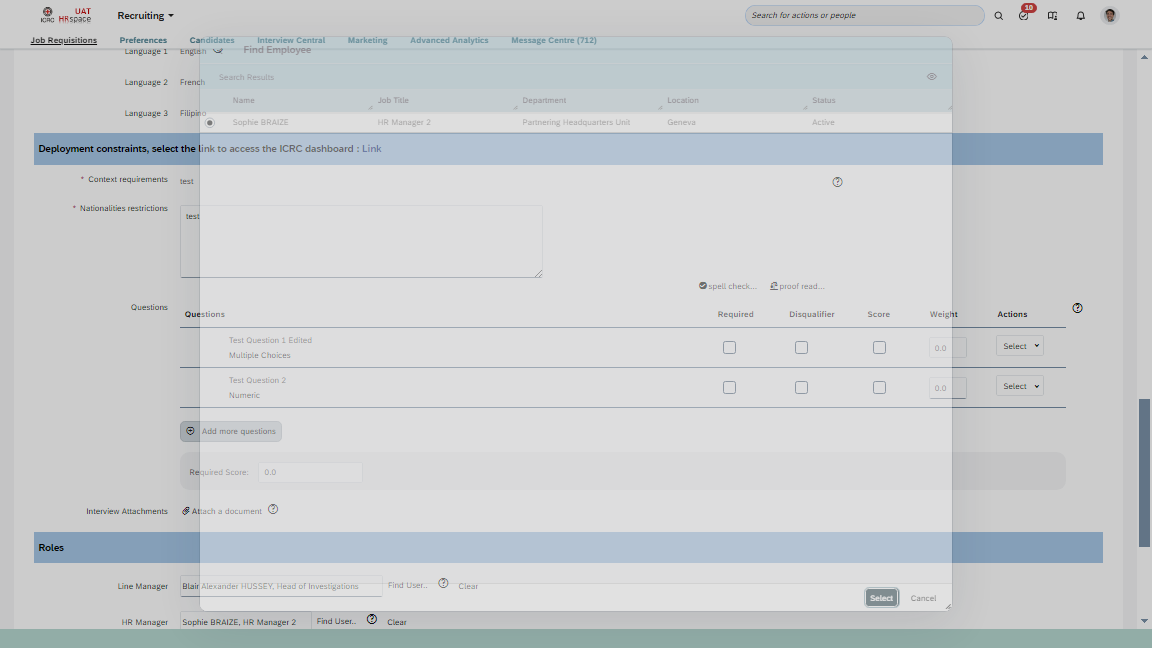 ICRC
UAT
HRspace
Recruiting
Search for actions or people
10
Job Requisitions
Preferences
Candidates
Interview Central
Marketing
Advanced Analytics
Message Centre (712)
Language 1
English
Find Employee
Search Results
Language 2
French
Name
Job Title
Department
Location
Status
Language 3
Filipino
Sophie BRAIZE
HR Manager 2
Partnering Headquarters Unit
Geneva
Active
Deployment constraints, select the link to access the ICRC dashboard : Link
* Context requirements
test
* Nationalities restrictions
test
spell check...
proof read...
Questions
Questions
Required
Disqualifier
Score
Weight
Actions
Test Question 1 Edited
Multiple Choices
0.0
Select
Test Question 2
Numeric
0.0
Select
Add more questions
Required Score:
0.0
Interview Attachments
Attach a document
Roles
Line Manager
Blair Alexander HUSSEY, Head of Investigations
Find User..
Clear
Select
Cancel
HR Manager
Sophie BRAIZE, HR Manager 2
Find User..
Clear